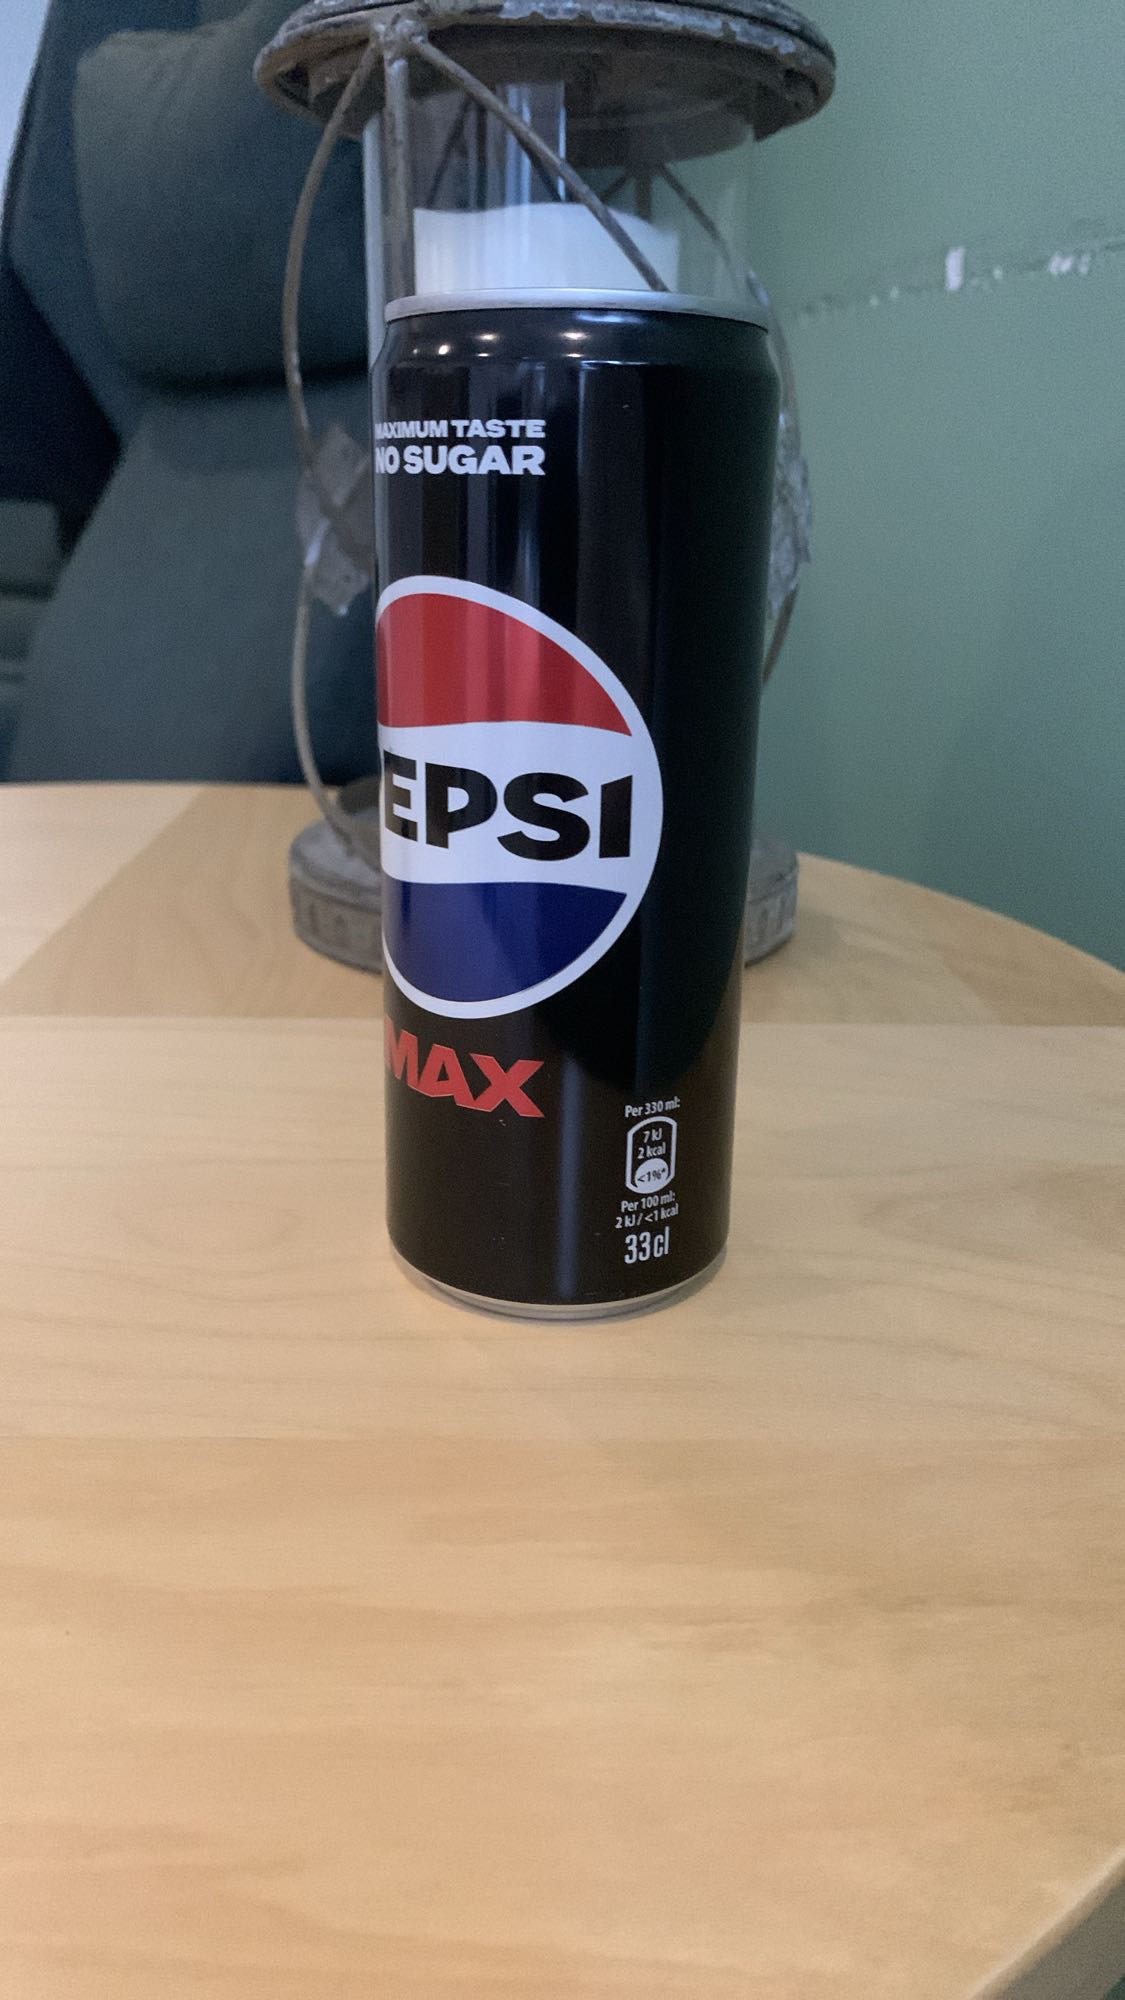 MAXIMUM TASTE
NO SUGAR
EPSI
MAX
Per 330 ml:
7 kJ
2 kcal
<1%*
Per 100 ml:
2 kJ / <1 kcal
33cl